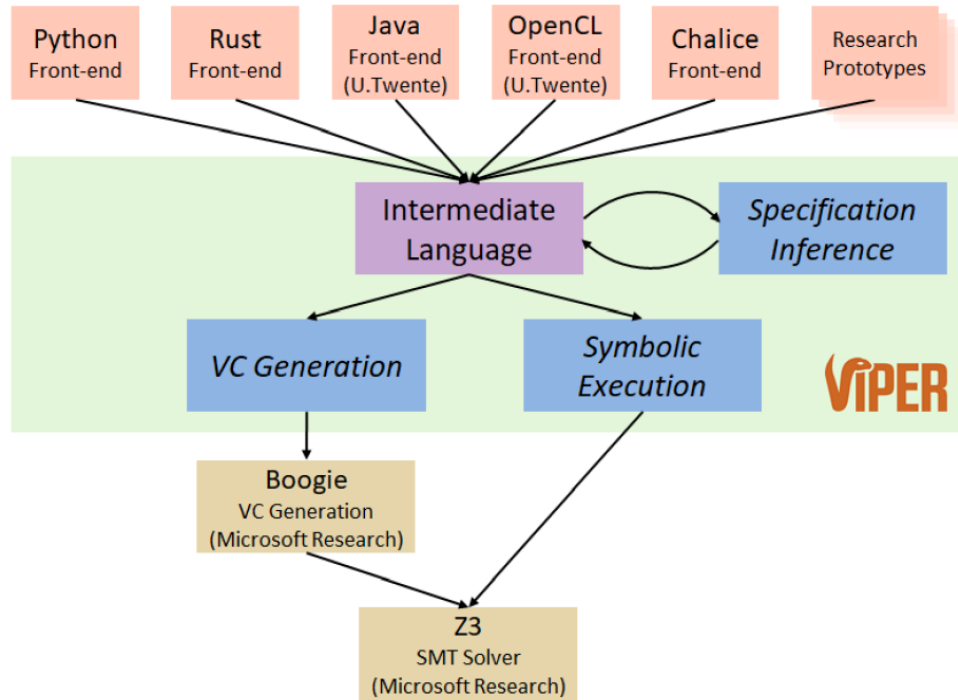 Python
Front-end
Rust
Front-end
Java
Front-end
(U.Twente)
OpenCL
Front-end
(U.Twente)
Chalice
Front-end
Research
Prototypes
Intermediate
Language
Specification
Inference
VC Generation
Symbolic
Execution
VIPER
Boogie
VC Generation
(Microsoft Research)
Z3
SMT Solver
(Microsoft Research)